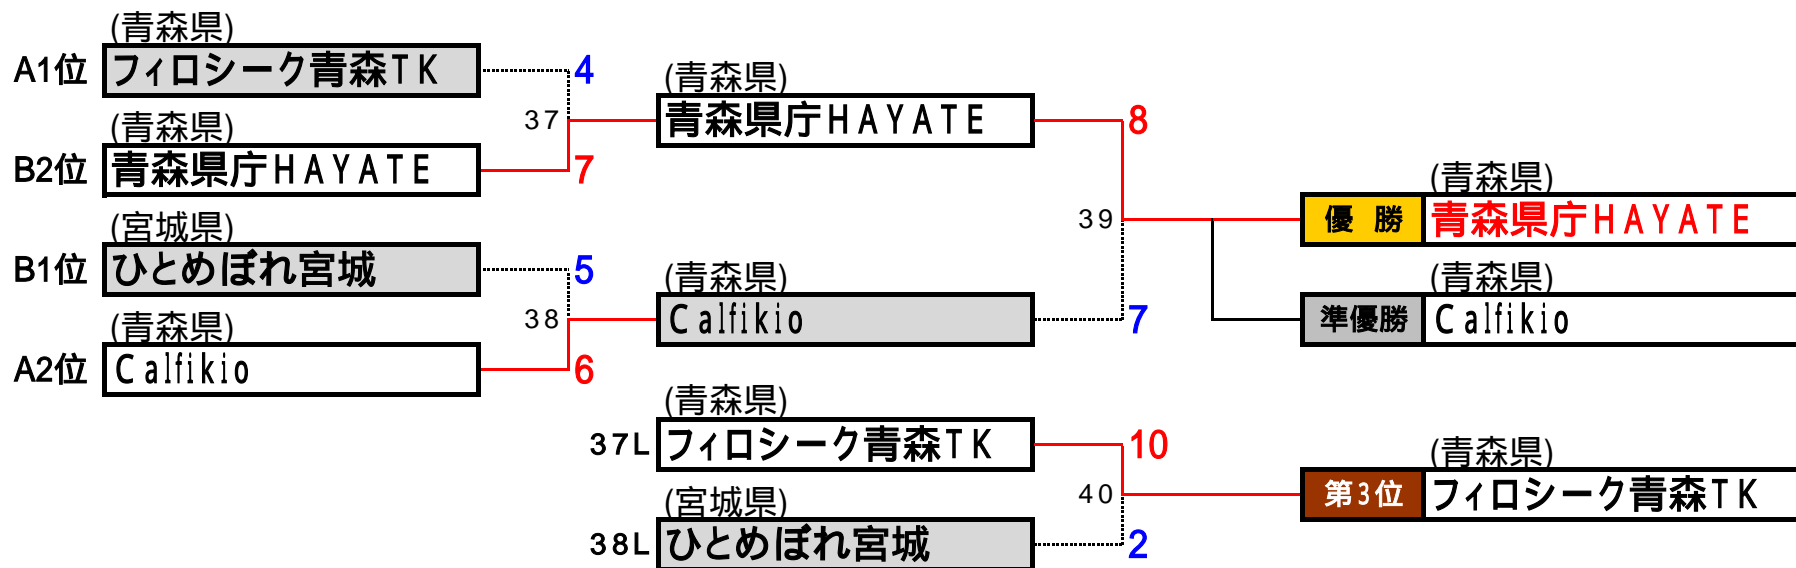 (青森県)
A1位 フィロシーク青森TK 4
37
(青森県)
B2位 青森県庁HAYATE 7
(宮城県)
B1位 ひとめぼれ宮城 5
38
(青森県)
A2位 Calfikio 6
(青森県)
青森県庁HAYATE 8
39
(青森県)
Calfikio 7
(青森県)
優 勝 青森県庁HAYATE
(青森県)
準優勝 Calfikio
(青森県)
37L フィロシーク青森TK 10
40
(宮城県)
38L ひとめぼれ宮城 2
(青森県)
第3位 フィロシーク青森TK